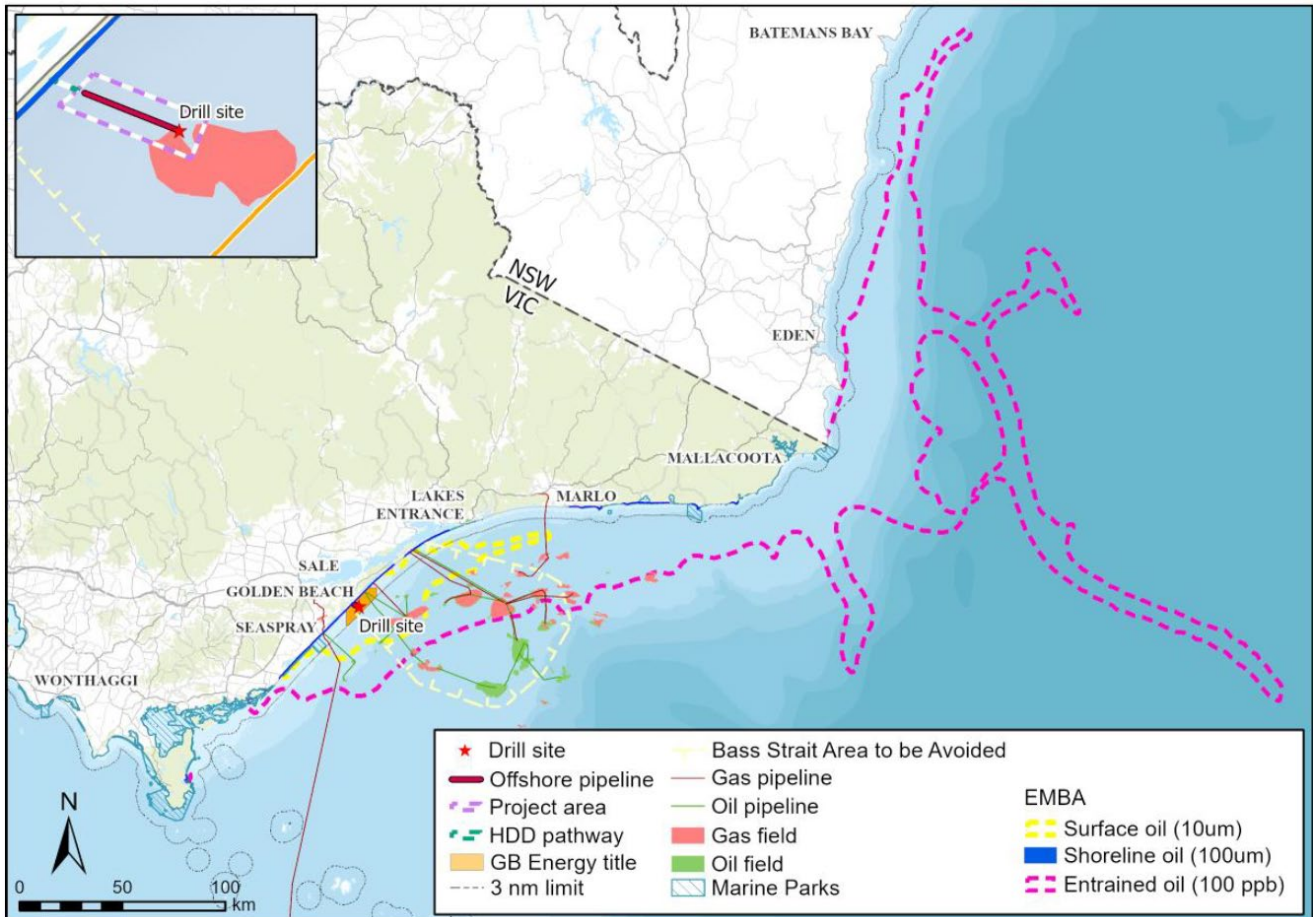 Drill site
BATEMANS BAY
NSW
VIC
EDEN
MALLACOOTA
LAKES
ENTRANCE
MARLO
SALE
GOLDEN BEACH
Drill site
SEASPRAY
WONTHAGGI
N
0 50 100
km
Drill site
Offshore pipeline
Project area
HDD pathway
GB Energy title
3 nm limit
Bass Strait Area to be Avoided
Gas pipeline
Oil pipeline
Gas field
Oil field
Marine Parks
EMBA
Surface oil (10um)
Shoreline oil (100um)
Entrained oil (100 ppb)